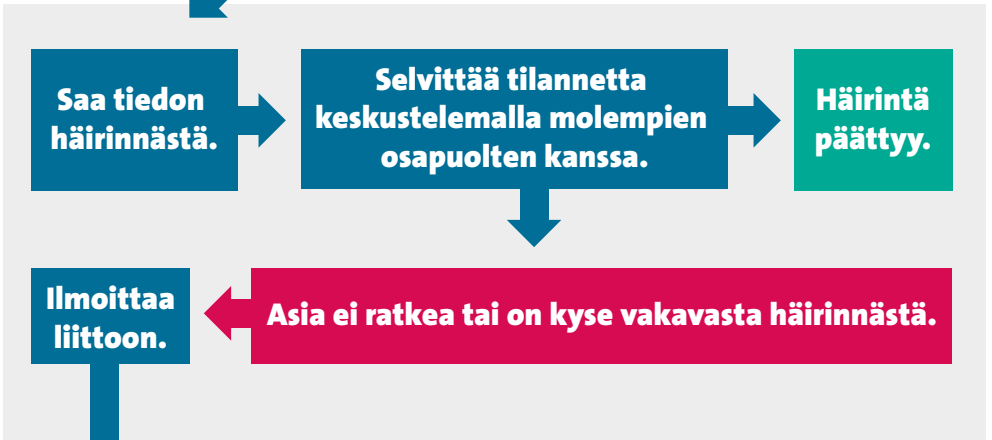 Saa tiedon
häirinnästä.
Selvittää tilannetta
keskustelemalla molempien
osapuolten kanssa.
Häirintä
päättyy.
Ilmoittaa
liittoon.
Asia ei ratkea tai on kyse vakavasta häirinnästä.